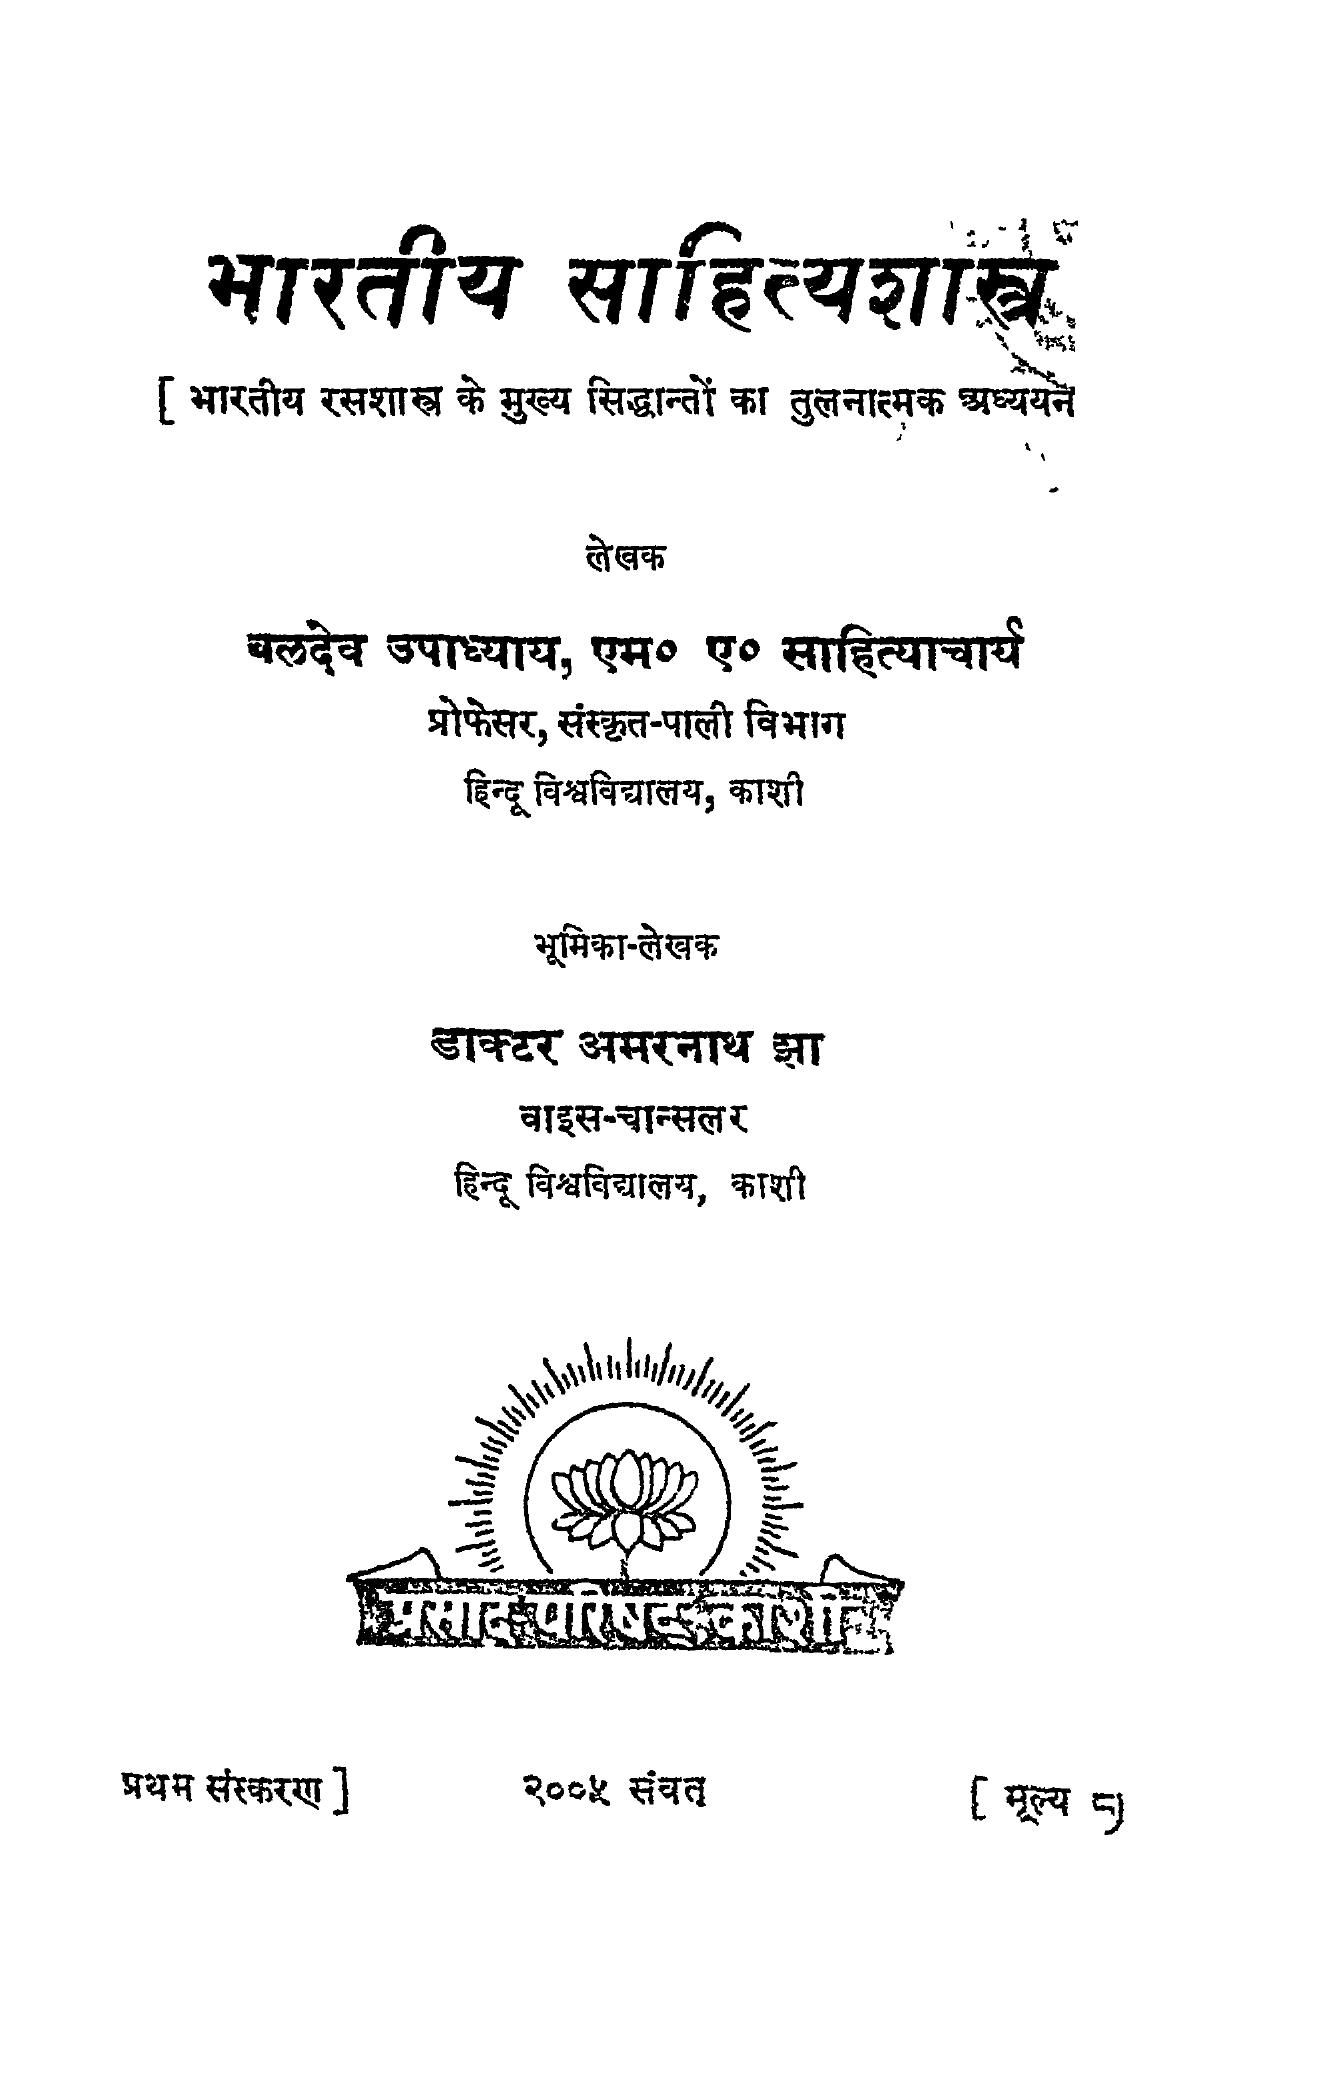 भारतीय साहित्यशास्त्र
[ भारतीय रसशास्त्र के मुख्य सिद्धान्तों का तुलनात्मक अध्ययन
लेखक
बलदेव उपाध्याय, एम० ए० साहित्याचार्य
प्रोफेसर, संस्कृत-पाली विभाग
हिन्दू विश्वविद्यालय, काशी
भूमिका-लेखक
डाक्टर अमरनाथ झा
वाइस-चान्सलर
हिन्दू विश्वविद्यालय, काशी
प्रसाद परिषद् काशी
प्रथम संस्करण ]
२००५ संवत्
[ मूल्य ८)